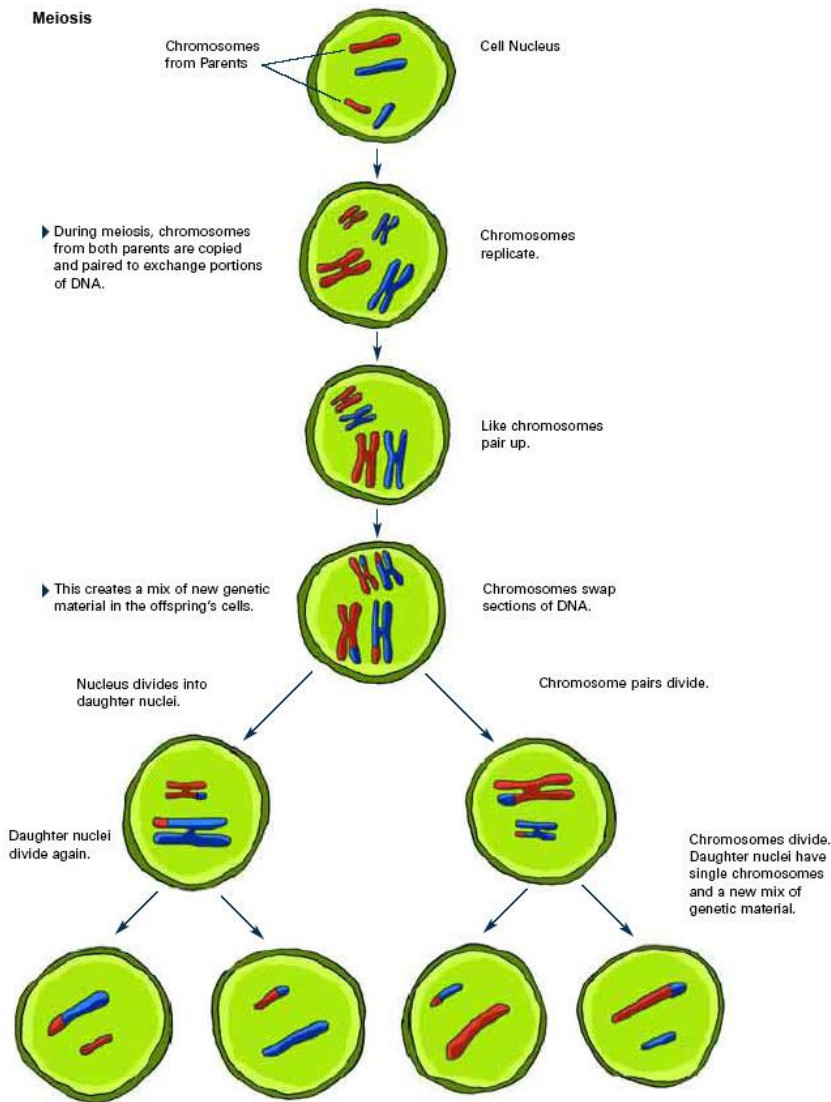 Meiosis
Chromosomes
from Parents
Cell Nucleus
During meiosis, chromosomes
from both parents are copied
and paired to exchange portions
of DNA.
Chromosomes
replicate.
Like chromosomes
pair up.
This creates a mix of new genetic
material in the offspring's cells.
Chromosomes swap
sections of DNA.
Nucleus divides into
daughter nuclei.
Chromosome pairs divide.
Daughter nuclei
divide again.
Chromosomes divide.
Daughter nuclei have
single chromosomes
and a new mix of
genetic material.